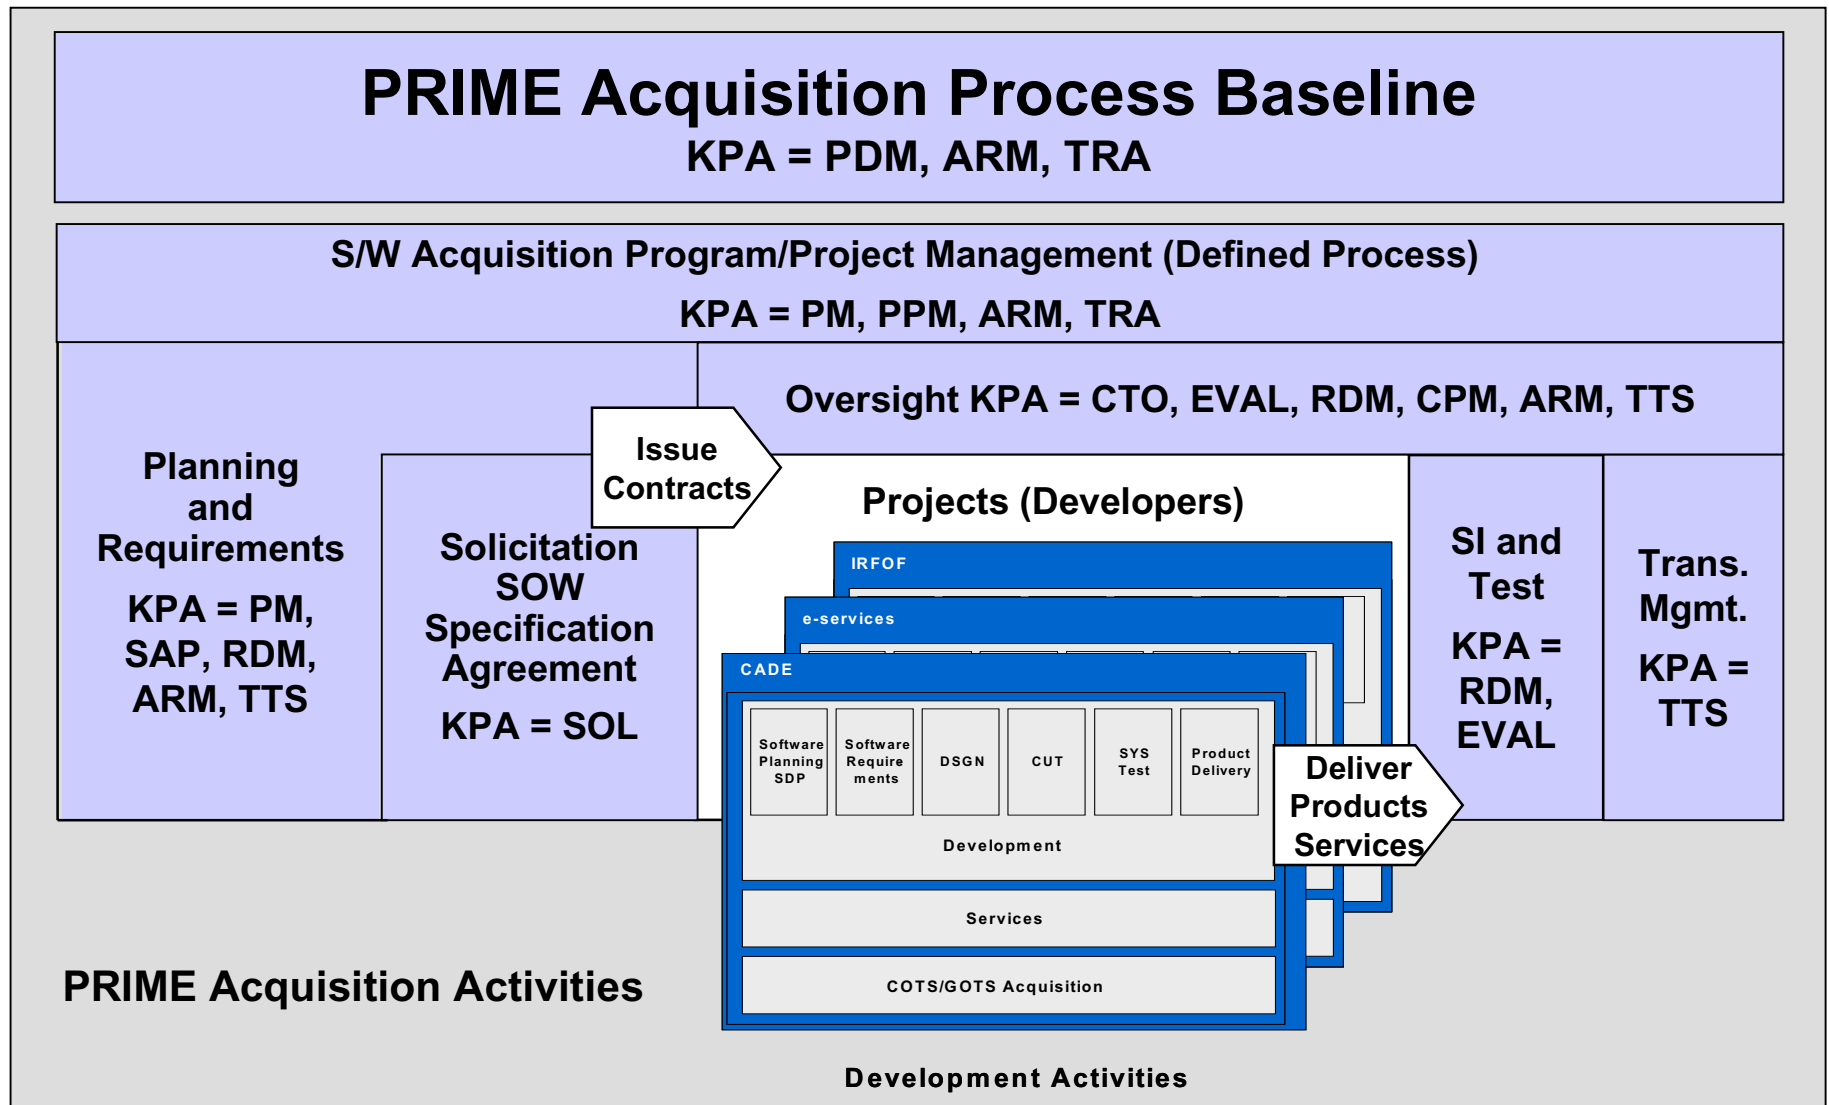 PRIME Acquisition Process Baseline
KPA = PDM, ARM, TRA
S/W Acquisition Program/Project Management (Defined Process)
KPA = PM, PPM, ARM, TRA
Oversight KPA = CTO, EVAL, RDM, CPM, ARM, TTS
Planning
and
Requirements
KPA = PM,
SAP, RDM,
ARM, TTS
Solicitation
SOW
Specification
Agreement
KPA = SOL
Issue
Contracts
Projects (Developers)
IRFOF
e-services
CADE
Software
Planning
SDP
Software
Require
ments
DSGN
CUT
SYS
Test
Product
Delivery
Development
Services
COTS/GOTS Acquisition
Deliver
Products
Services
SI and
Test
KPA =
RDM,
EVAL
Trans.
Mgmt.
KPA =
TTS
PRIME Acquisition Activities
Development Activities